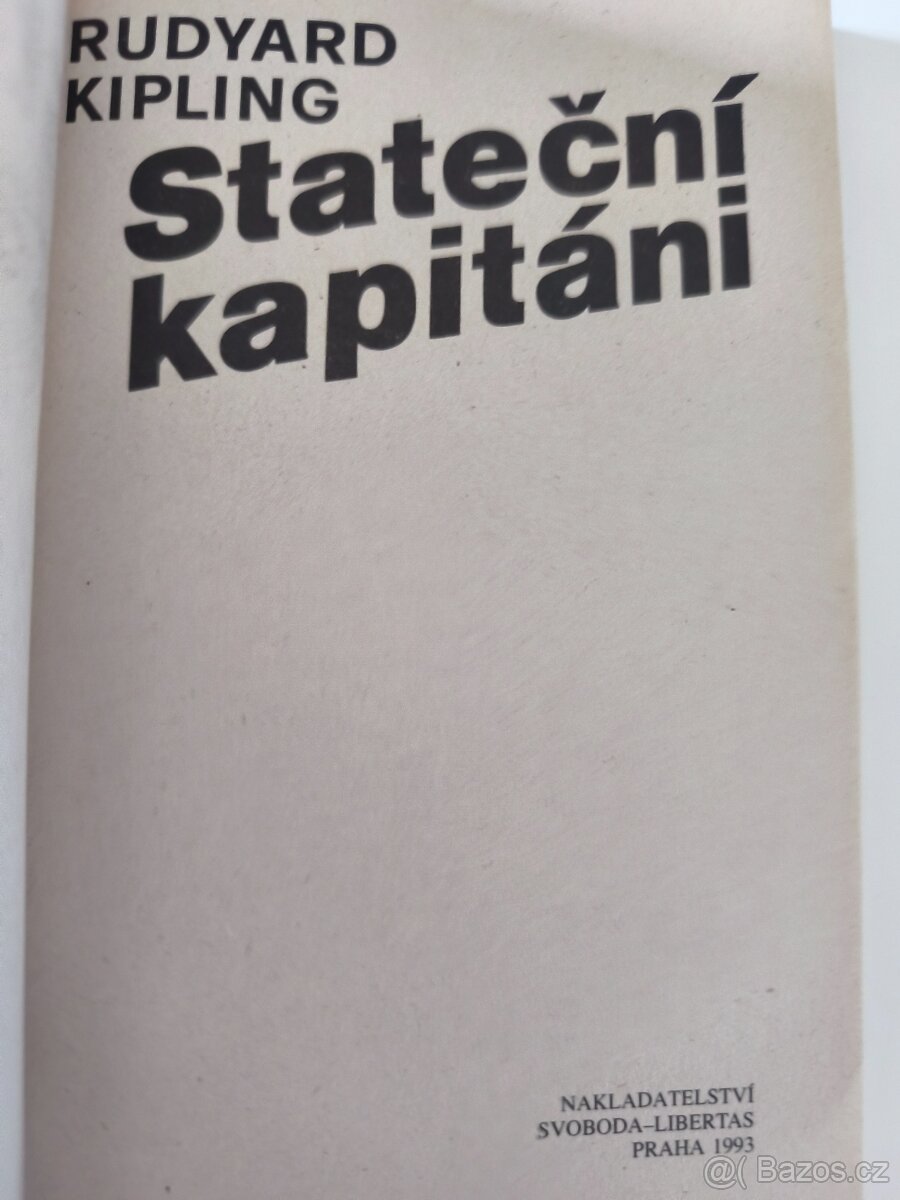 RUDYARD
KIPLING
Stateční
kapitáni
NAKLADATELSTVÍ
SVOBODA–LIBERTAS
PRAHA 1993
@( Bazos.cz